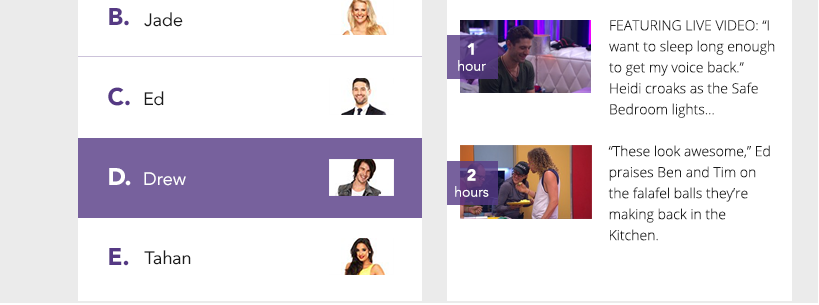 B. Jade
C. Ed
D. Drew
E. Tahan
1
hour
FEATURING LIVE VIDEO: “I
want to sleep long enough
to get my voice back.”
Heidi croaks as the Safe
Bedroom lights...
2
hours
“These look awesome,” Ed
praises Ben and Tim on
the falafel balls they’re
making back in the
Kitchen.